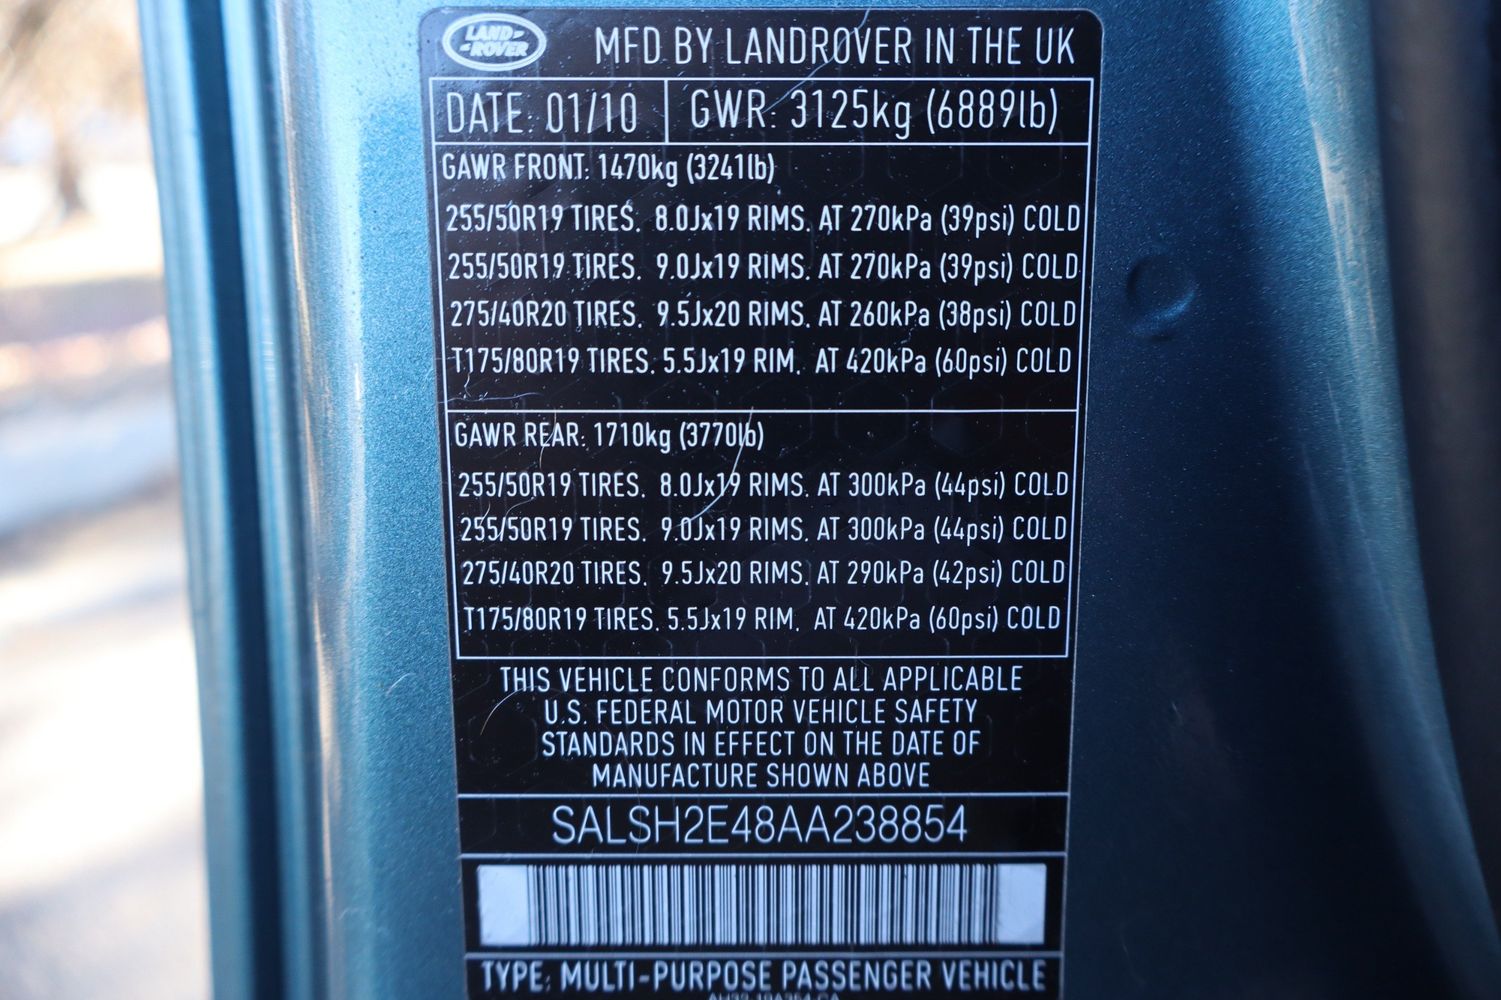 LAND-
-ROVER
MFD BY LANDROVER IN THE UK
DATE: 01/10 GWR: 3125kg (6889lb)
GAWR FRONT: 1470kg (3241lb)
255/50R19 TIRES, 8.0Jx19 RIMS, AT 270kPa (39psi) COLD
255/50R19 TIRES, 9.0Jx19 RIMS, AT 270kPa (39psi) COLD
275/40R20 TIRES, 9.5Jx20 RIMS, AT 260kPa (38psi) COLD
T175/80R19 TIRES, 5.5Jx19 RIM, AT 420kPa (60psi) COLD
GAWR REAR: 1710kg (3770lb)
255/50R19 TIRES, 8.0Jx19 RIMS, AT 300kPa (44psi) COLD
255/50R19 TIRES, 9.0Jx19 RIMS, AT 300kPa (44psi) COLD
275/40R20 TIRES, 9.5Jx20 RIMS, AT 290kPa (42psi) COLD
T175/80R19 TIRES, 5.5Jx19 RIM, AT 420kPa (60psi) COLD
THIS VEHICLE CONFORMS TO ALL APPLICABLE
U.S. FEDERAL MOTOR VEHICLE SAFETY
STANDARDS IN EFFECT ON THE DATE OF
MANUFACTURE SHOWN ABOVE
SALSH2E48AA238854
TYPE: MULTI-PURPOSE PASSENGER VEHICLE